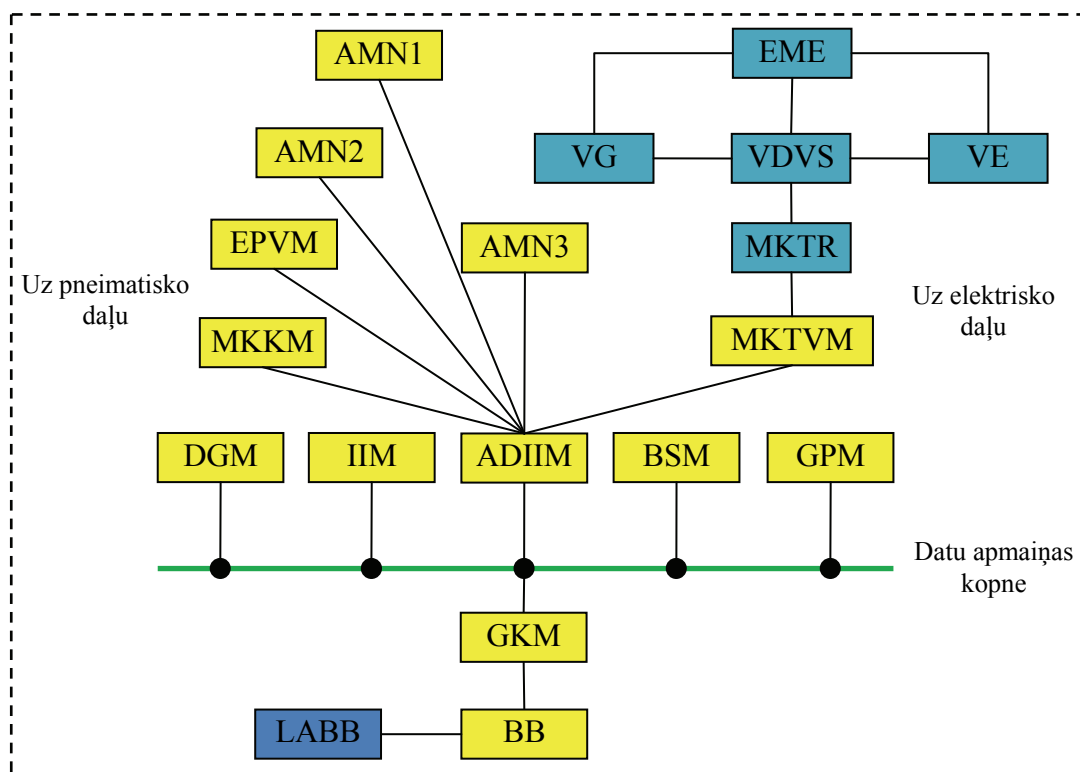 AMN1
EME
AMN2
VG
VDVS
VE
EPVM
AMN3
MKTR
Uz pneimatisko
daļu
Uz elektrisko
daļu
MKKM
MKTVM
DGM
IIM
ADIIM
BSM
GPM
Datu apmaiņas
kopne
GKM
LABB
BB